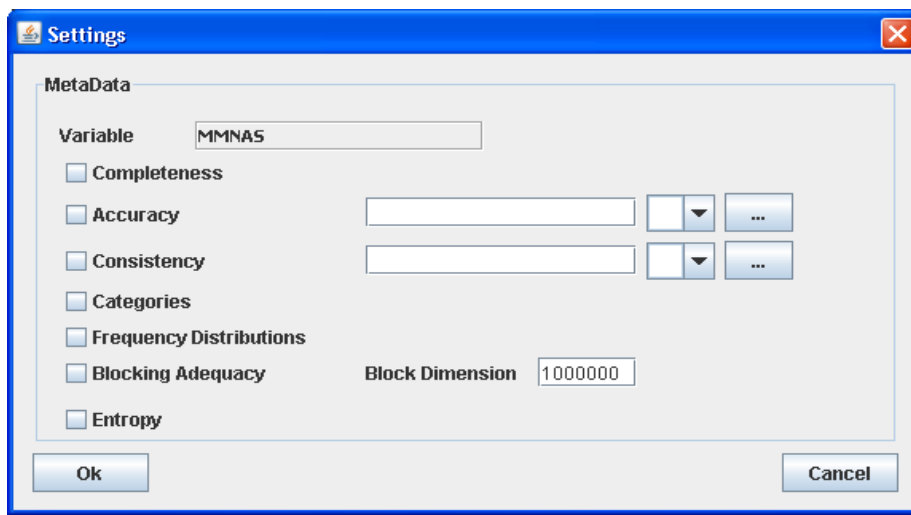 Settings
MetaData
Variable MMNAS
Completeness
Accuracy ...
Consistency ...
Categories
Frequency Distributions
Blocking Adequacy Block Dimension 1000000
Entropy
Ok Cancel